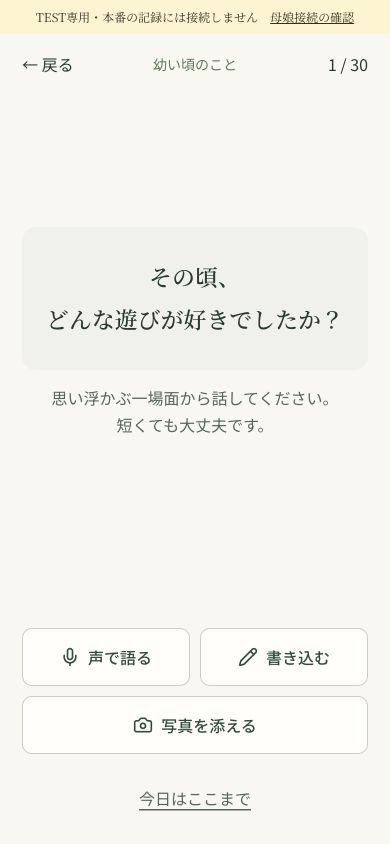 TEST専用・本番の記録には接続しません　母娘接続の確認
← 戻る　幼い頃のこと　1 / 30
その頃、
どんな遊びが好きでしたか？
思い浮かぶ一場面から話してください。
短くても大丈夫です。
声で語る　書き込む
写真を添える
今日はここまで